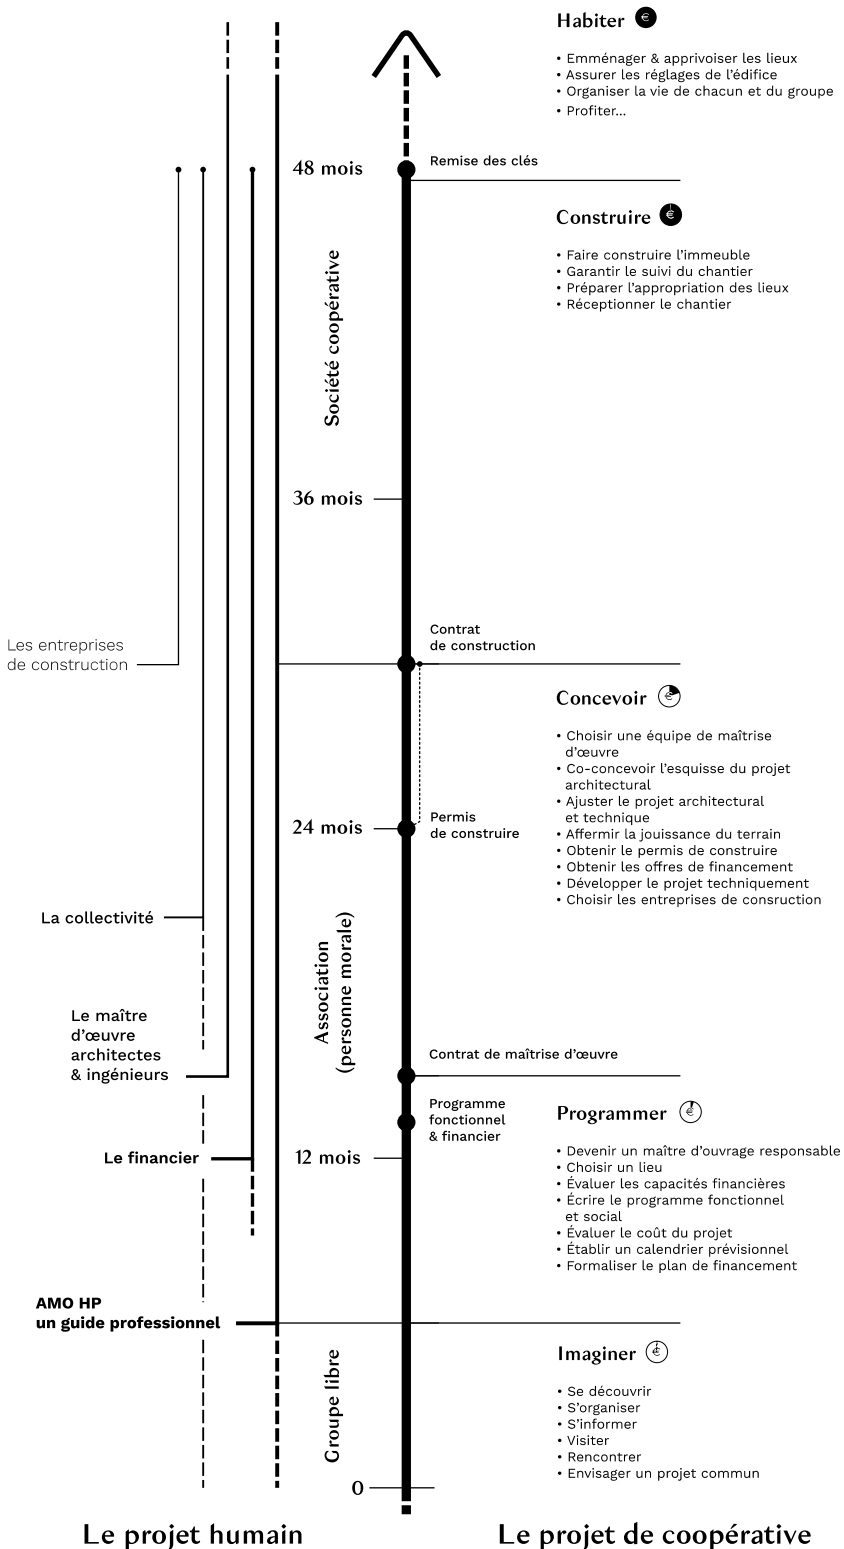 Habiter €
• Emménager & apprivoiser les lieux
• Assurer les réglages de l'édifice
• Organiser la vie de chacun et du groupe
• Profiter...
48 mois
Remise des clés
Construire €
• Faire construire l'immeuble
• Garantir le suivi du chantier
• Préparer l'appropriation des lieux
• Réceptionner le chantier
Société coopérative
36 mois
Les entreprises
de construction
Contrat
de construction
Concevoir €
• Choisir une équipe de maîtrise
d'œuvre
• Co-concevoir l'esquisse du projet
architectural
• Ajuster le projet architectural
et technique
• Affermir la jouissance du terrain
• Obtenir le permis de construire
• Obtenir les offres de financement
• Développer le projet techniquement
• Choisir les entreprises de consruction
24 mois
Permis
de construire
La collectivité
Association
(personne morale)
Le maître
d'œuvre
architectes
& ingénieurs
Contrat de maîtrise d'œuvre
Programme
fonctionnel
& financier
Programmer €
• Devenir un maître d'ouvrage responsable
• Choisir un lieu
• Évaluer les capacités financières
• Écrire le programme fonctionnel
et social
• Évaluer le coût du projet
• Établir un calendrier prévisionnel
• Formaliser le plan de financement
Le financier
12 mois
AMO HP
un guide professionnel
Imaginer €
• Se découvrir
• S'organiser
• S'informer
• Visiter
• Rencontrer
• Envisager un projet commun
Groupe libre
0
Le projet humain
Le projet de coopérative